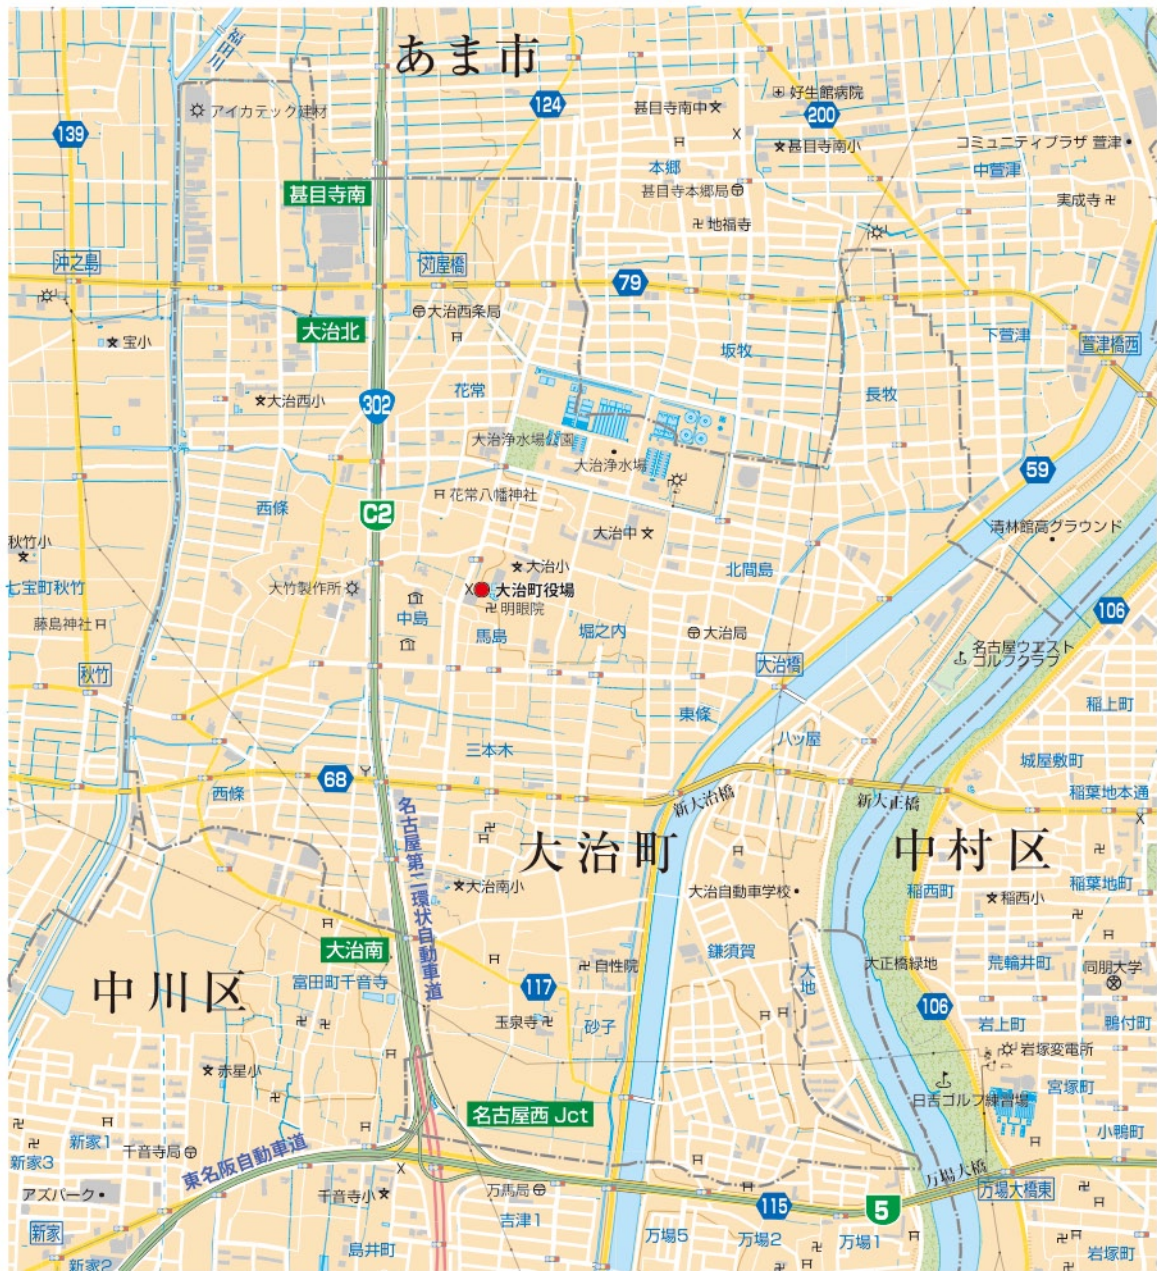 あま市
福田川
アイカテック建材
124
甚目寺南中
好生館病院
200
139
甚目寺南小
コミュニティプラザ 萱津
本郷
中萱津
甚目寺南
甚目寺本郷局
実成寺
地福寺
沖之島
苅屋橋
79
大治西条局
大治北
宝小
坂牧
下萱津
萱津橋西
花常
長牧
302
大治西小
大治浄水場公園
大治浄水場
59
花常八幡神社
西條
C2
清林館高グラウンド
大治中
秋竹小
大治小
北間島
七宝町秋竹
大竹製作所
大治町役場
明眼院
中島
106
藤島神社
馬島
堀之内
大治局
名古屋ウエスト
ゴルフクラブ
秋竹
大治橋
稲上町
東條
八ツ屋
三本木
城屋敷町
68
西條
新大治橋
新大正橋
稲葉地本通
名古屋第二環状自動車道
大治町
中村区
大治南小
大治自動車学校
稲西町
稲西小
稲葉地町
大治南
鎌須賀
大正橋緑地
荒輪井町
同朋大学
中川区
富田町千音寺
自性院
大地
117
106
玉泉寺
砂子
岩上町
鴨付町
岩塚変電所
赤星小
宮塚町
日吉ゴルフ練習場
名古屋西 Jct
小鴨町
新家1
新家3
千音寺局
東名阪自動車道
万場大橋
アズパーク
千音寺小
万馬局
万場大橋東
115
5
新家
吉津1
万場5
万場2
万場1
島井町
岩塚町
新家2